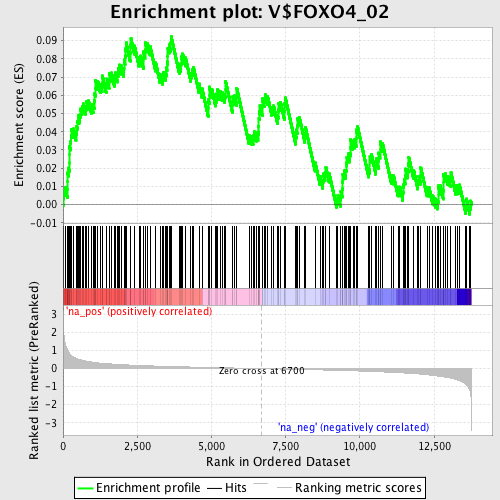 Enrichment plot: V$FOXO4_02
Enrichment score (ES)
0.09
0.08
0.07
0.06
0.05
0.04
0.03
0.02
0.01
0.00
-0.01
'na_pos' (positively correlated)
Ranked list metric (PreRanked)
3
2
1
0
-1
-2
-3
Zero cross at 6700
'na_neg' (negatively correlated)
0
2,500
5,000
7,500
10,000
12,500
Rank in Ordered Dataset
Enrichment profile
Hits
Ranking metric scores